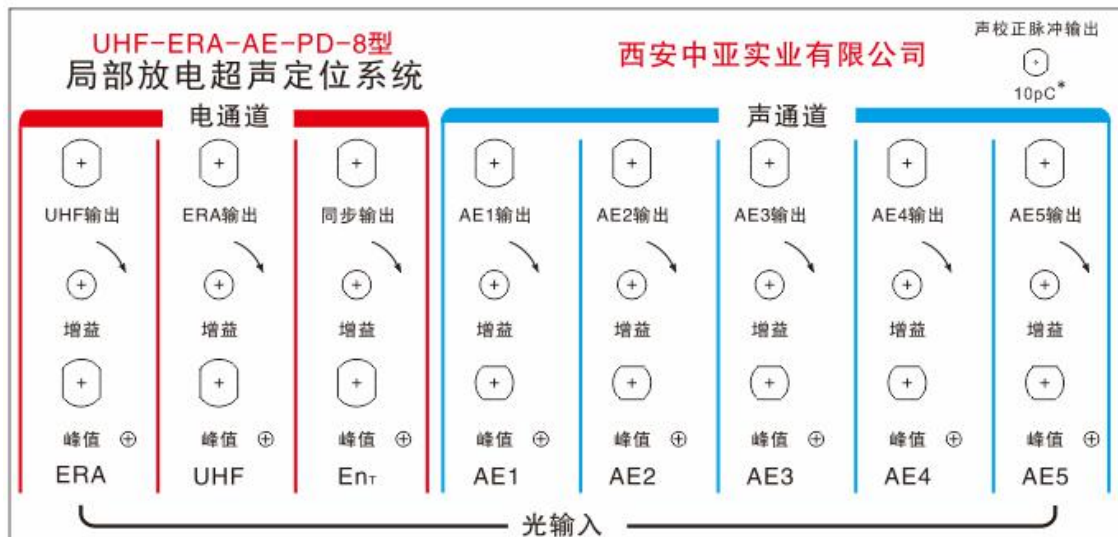 UHF-ERA-AE-PD-8型
局部放电超声定位系统
西安中亚实业有限公司
声校正脉冲输出
10pC*
电通道
声通道
UHF输出 ERA输出 同步输出 AE1输出 AE2输出 AE3输出 AE4输出 AE5输出
增益 增益 增益 增益 增益 增益 增益 增益
峰值 峰值 峰值 峰值 峰值 峰值 峰值 峰值
ERA UHF EnT AE1 AE2 AE3 AE4 AE5
光输入